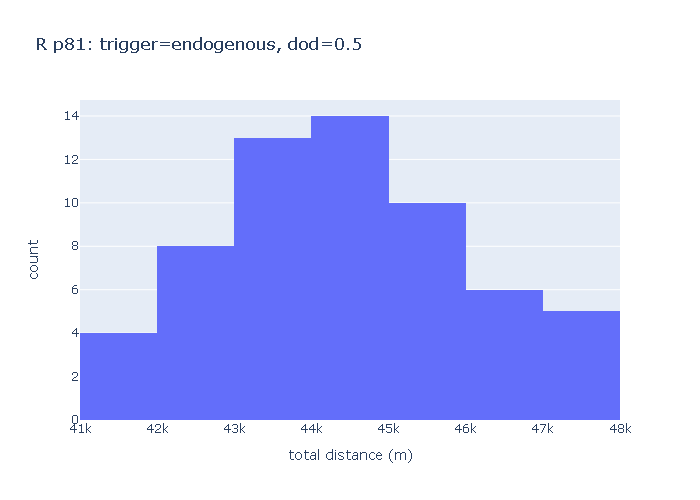 R p81: trigger=endogenous, dod=0.5
14
12
10
8
6
4
2
0
41k 42k 43k 44k 45k 46k 47k 48k
count
total distance (m)